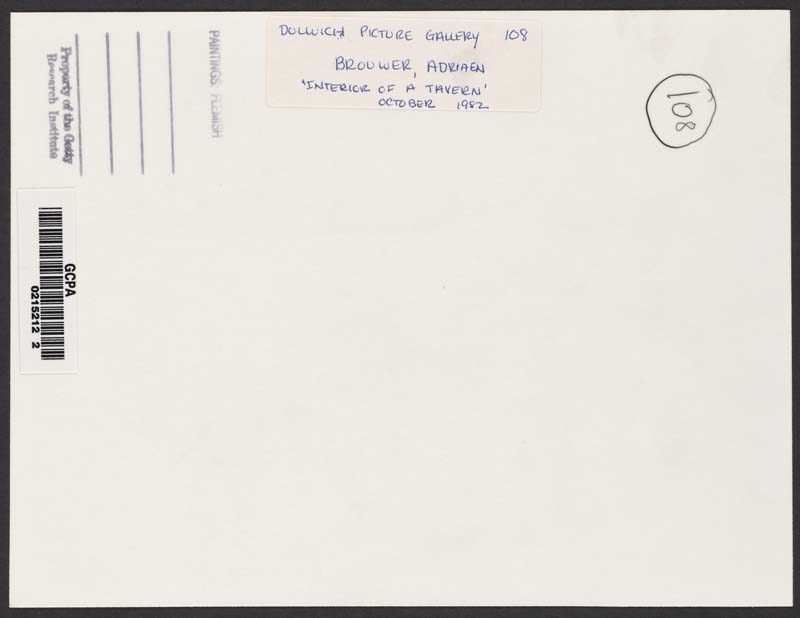 DULWICH PICTURE GALLERY 108
BROUWER, ADRIAEN
'INTERIOR OF A TAVERN'
OCTOBER 1982
108
PAINTINGS: FLEMISH
Property of the Getty
Research Institute
GCPA
0215212 2